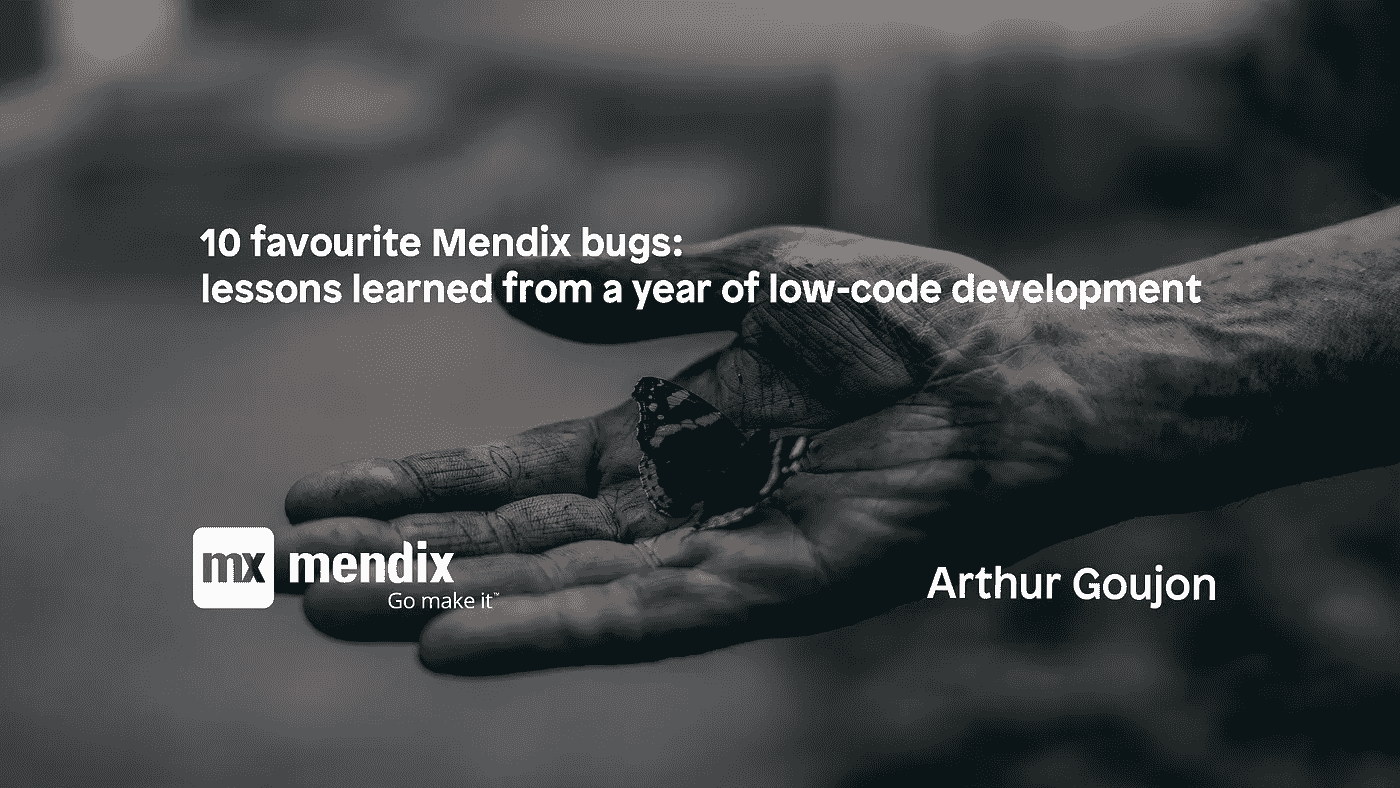 10 favourite Mendix bugs:
lessons learned from a year of low-code development
mx mendix
Go make it™
Arthur Goujon